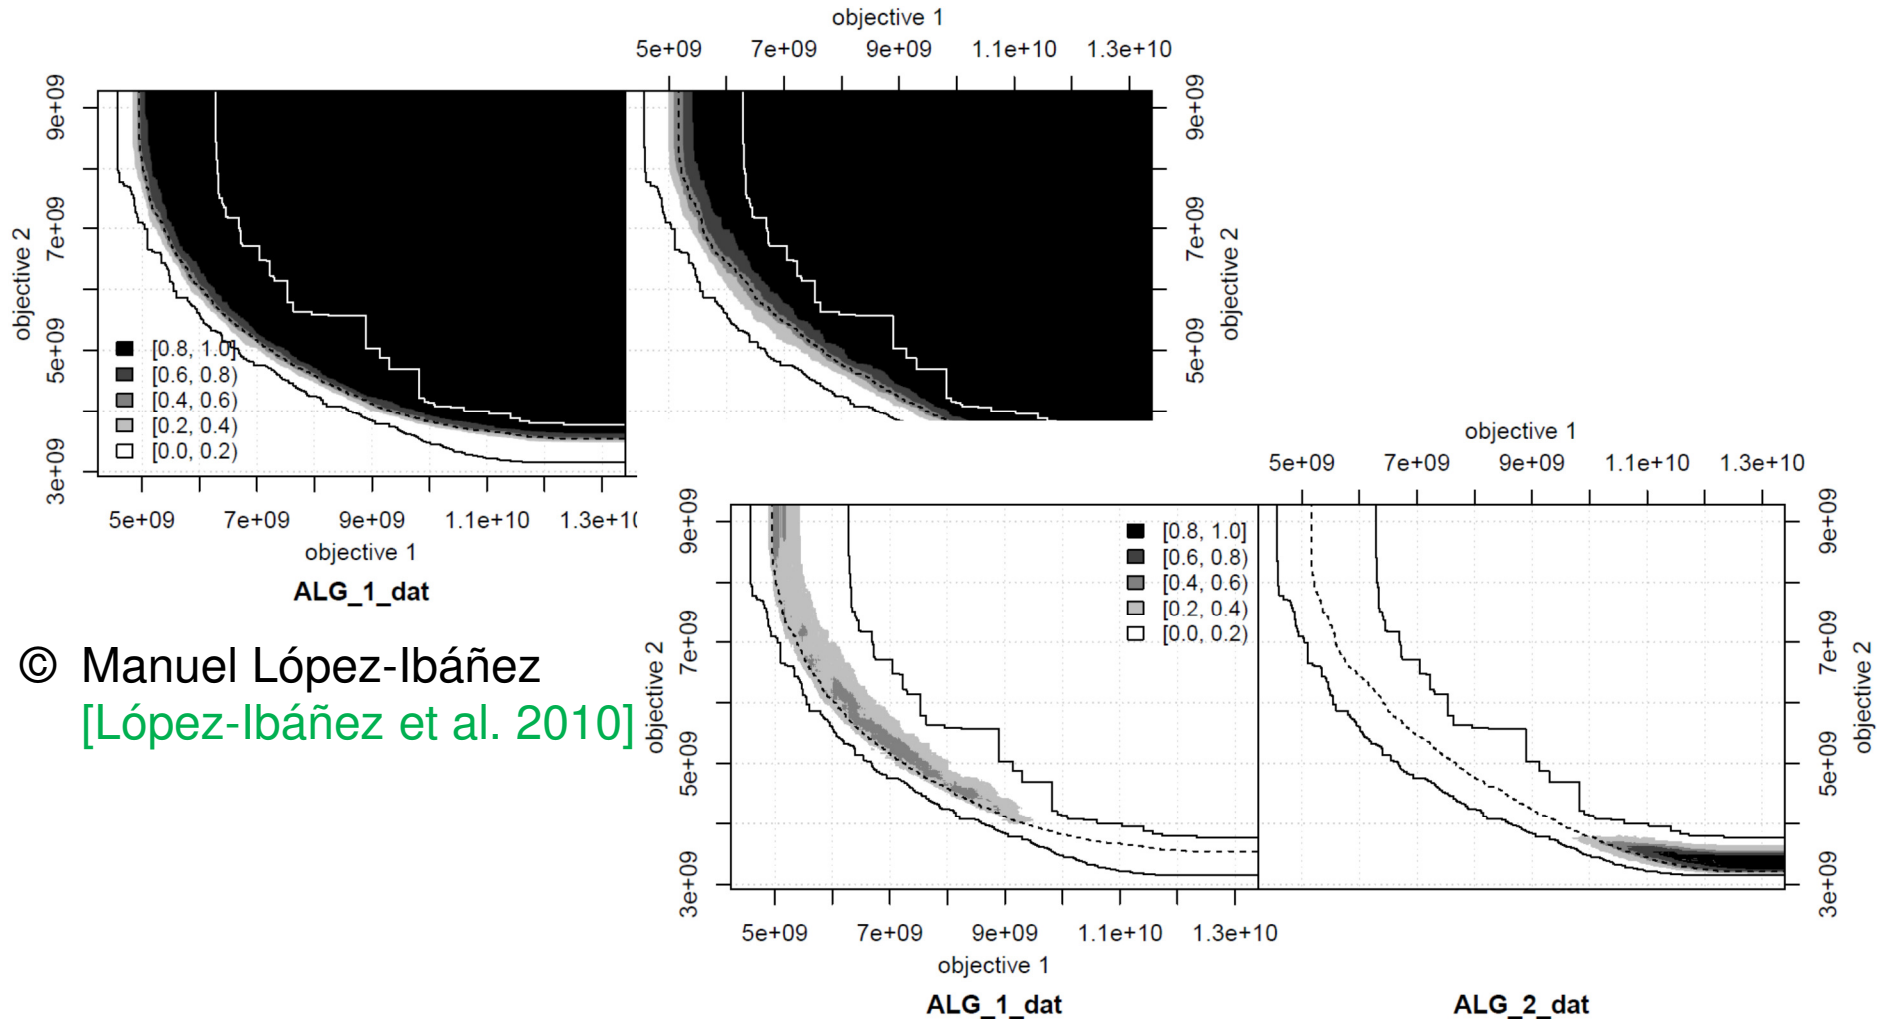 objective 1
5e+09 7e+09 9e+09 1.1e+10 1.3e+10
objective 2
3e+09 5e+09 7e+09 9e+09
[0.8, 1.0]
[0.6, 0.8)
[0.4, 0.6)
[0.2, 0.4)
[0.0, 0.2)
5e+09 7e+09 9e+09 1.1e+10 1.3e+10
objective 1
ALG_1_dat
5e+09 7e+09 9e+09
objective 2
© Manuel López-Ibáñez
[López-Ibáñez et al. 2010]
objective 1
5e+09 7e+09 9e+09 1.1e+10 1.3e+10
objective 2
3e+09 5e+09 7e+09 9e+09
[0.8, 1.0]
[0.6, 0.8)
[0.4, 0.6)
[0.2, 0.4)
[0.0, 0.2)
3e+09 5e+09 7e+09 9e+09
objective 2
5e+09 7e+09 9e+09 1.1e+10 1.3e+10
objective 1
ALG_1_dat
ALG_2_dat